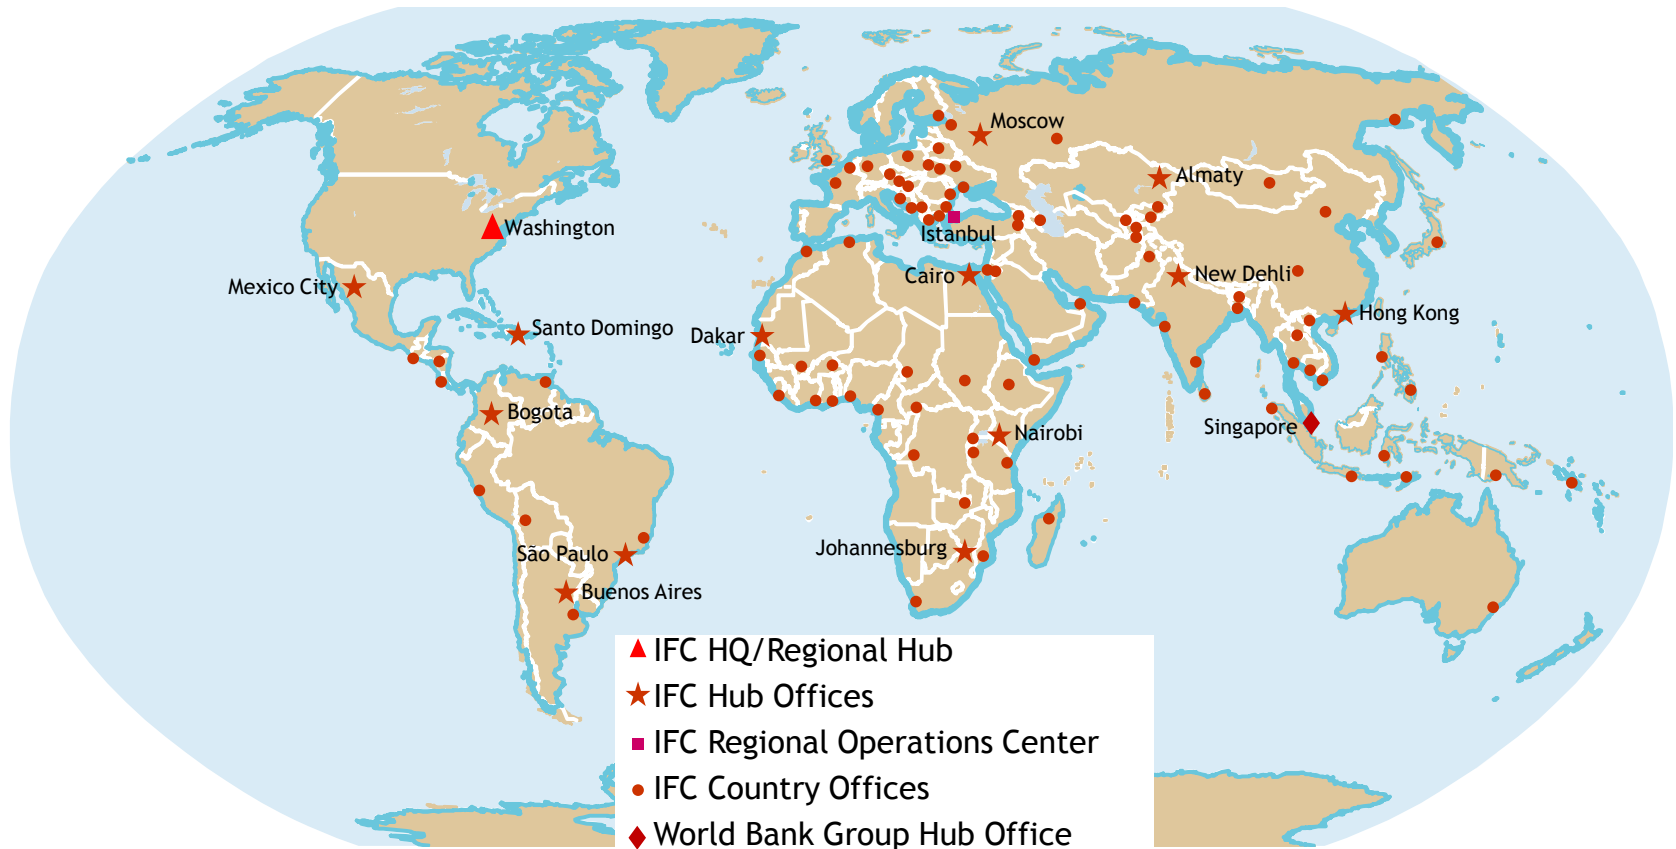 Moscow
Almaty
Washington
Istanbul
Cairo
New Dehli
Mexico City
Hong Kong
Santo Domingo
Dakar
Bogota
Nairobi
Singapore
São Paulo
Johannesburg
Buenos Aires
IFC HQ/Regional Hub
IFC Hub Offices
IFC Regional Operations Center
IFC Country Offices
World Bank Group Hub Office